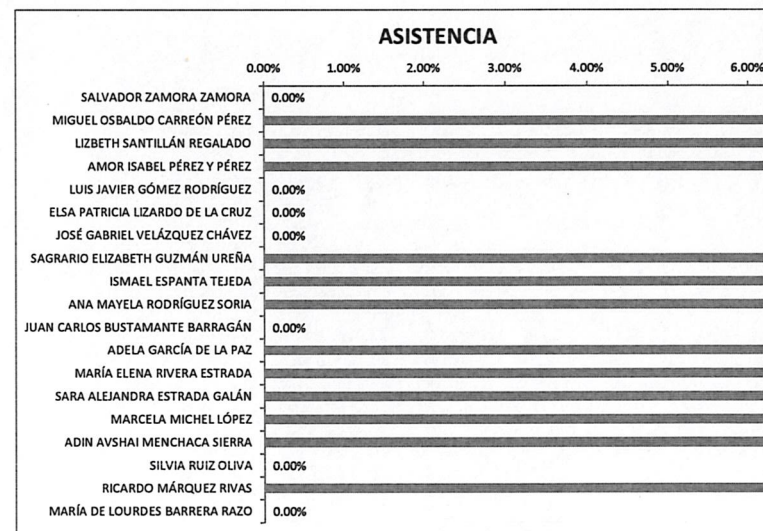 ASISTENCIA
0.00% 1.00% 2.00% 3.00% 4.00% 5.00% 6.00%
SALVADOR ZAMORA ZAMORA 0.00%
MIGUEL OSBALDO CARREÓN PÉREZ
LIZBETH SANTILLÁN REGALADO
AMOR ISABEL PÉREZ Y PÉREZ
LUIS JAVIER GÓMEZ RODRÍGUEZ 0.00%
ELSA PATRICIA LIZARDO DE LA CRUZ 0.00%
JOSÉ GABRIEL VELÁZQUEZ CHÁVEZ 0.00%
SAGRARIO ELIZABETH GUZMÁN UREÑA
ISMAEL ESPANTA TEJEDA
ANA MAYELA RODRÍGUEZ SORIA
JUAN CARLOS BUSTAMANTE BARRAGÁN 0.00%
ADELA GARCÍA DE LA PAZ
MARÍA ELENA RIVERA ESTRADA
SARA ALEJANDRA ESTRADA GALÁN
MARCELA MICHEL LÓPEZ
ADIN AVSHAI MENCHACA SIERRA
SILVIA RUIZ OLIVA 0.00%
RICARDO MÁRQUEZ RIVAS
MARÍA DE LOURDES BARRERA RAZO 0.00%